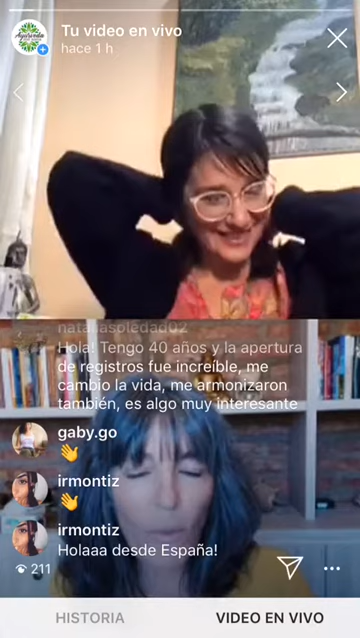 Tu video en vivo
hace 1 h
nataliasoledad02
Hola! Tengo 40 años y la apertura
de registros fue increíble, me
cambio la vida, me armonizaron
también, es algo muy interesante
gaby.go
👋
irmontiz
👋
irmontiz
Holaaa desde España!
211
HISTORIA
VIDEO EN VIVO